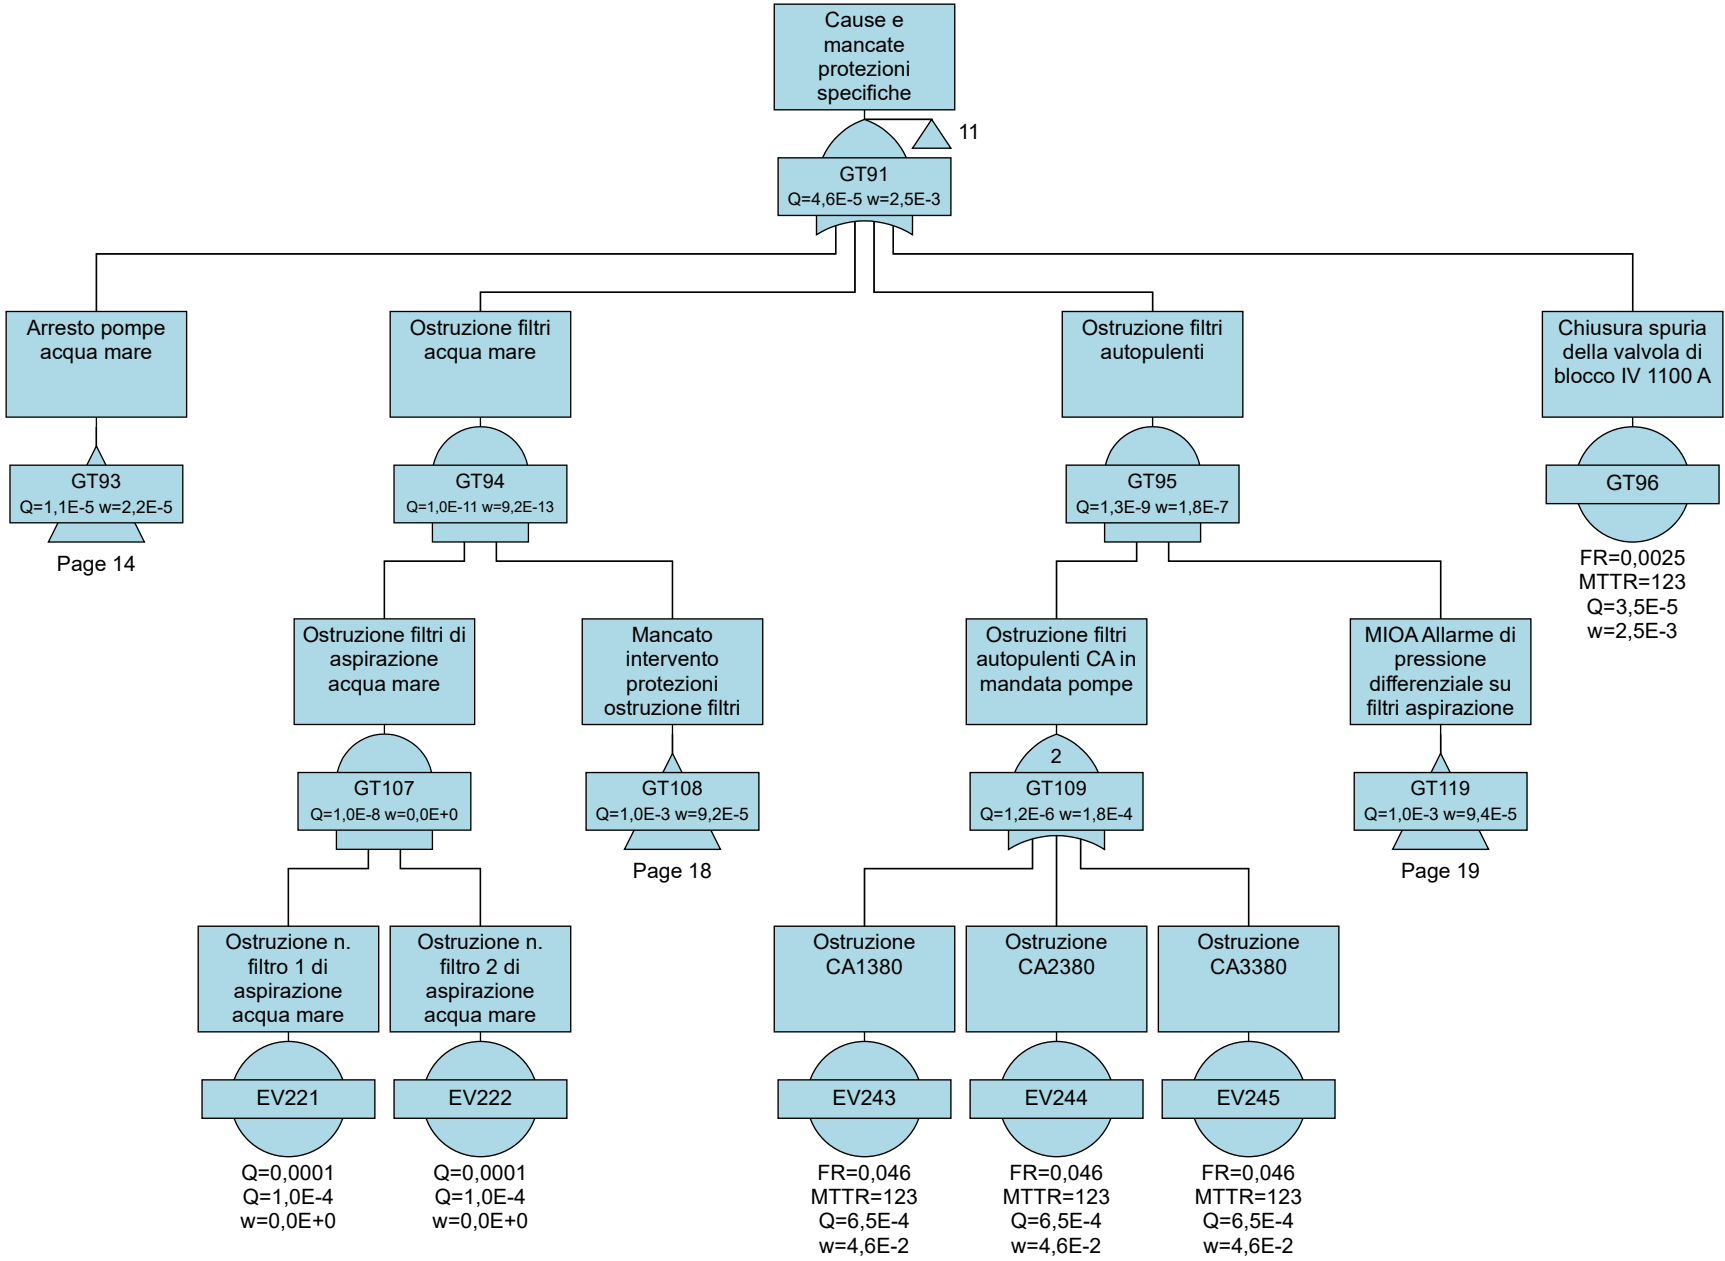 Cause e
mancate
protezioni
specifiche
11
GT91
Q=4,6E-5 w=2,5E-3
Arresto pompe
acqua mare
GT93
Q=1,1E-5 w=2,2E-5
Page 14
Ostruzione filtri
acqua mare
GT94
Q=1,0E-11 w=9,2E-13
Ostruzione filtri
autopulenti
GT95
Q=1,3E-9 w=1,8E-7
Chiusura spuria
della valvola di
blocco IV 1100 A
GT96
FR=0,0025
MTTR=123
Q=3,5E-5
w=2,5E-3
Ostruzione filtri di
aspirazione
acqua mare
GT107
Q=1,0E-8 w=0,0E+0
Mancato
intervento
protezioni
ostruzione filtri
GT108
Q=1,0E-3 w=9,2E-5
Page 18
Ostruzione filtri
autopulenti CA in
mandata pompe
2
GT109
Q=1,2E-6 w=1,8E-4
MIOA Allarme di
pressione
differenziale su
filtri aspirazione
GT119
Q=1,0E-3 w=9,4E-5
Page 19
Ostruzione n.
filtro 1 di
aspirazione
acqua mare
EV221
Q=0,0001
Q=1,0E-4
w=0,0E+0
Ostruzione n.
filtro 2 di
aspirazione
acqua mare
EV222
Q=0,0001
Q=1,0E-4
w=0,0E+0
Ostruzione
CA1380
EV243
FR=0,046
MTTR=123
Q=6,5E-4
w=4,6E-2
Ostruzione
CA2380
EV244
FR=0,046
MTTR=123
Q=6,5E-4
w=4,6E-2
Ostruzione
CA3380
EV245
FR=0,046
MTTR=123
Q=6,5E-4
w=4,6E-2